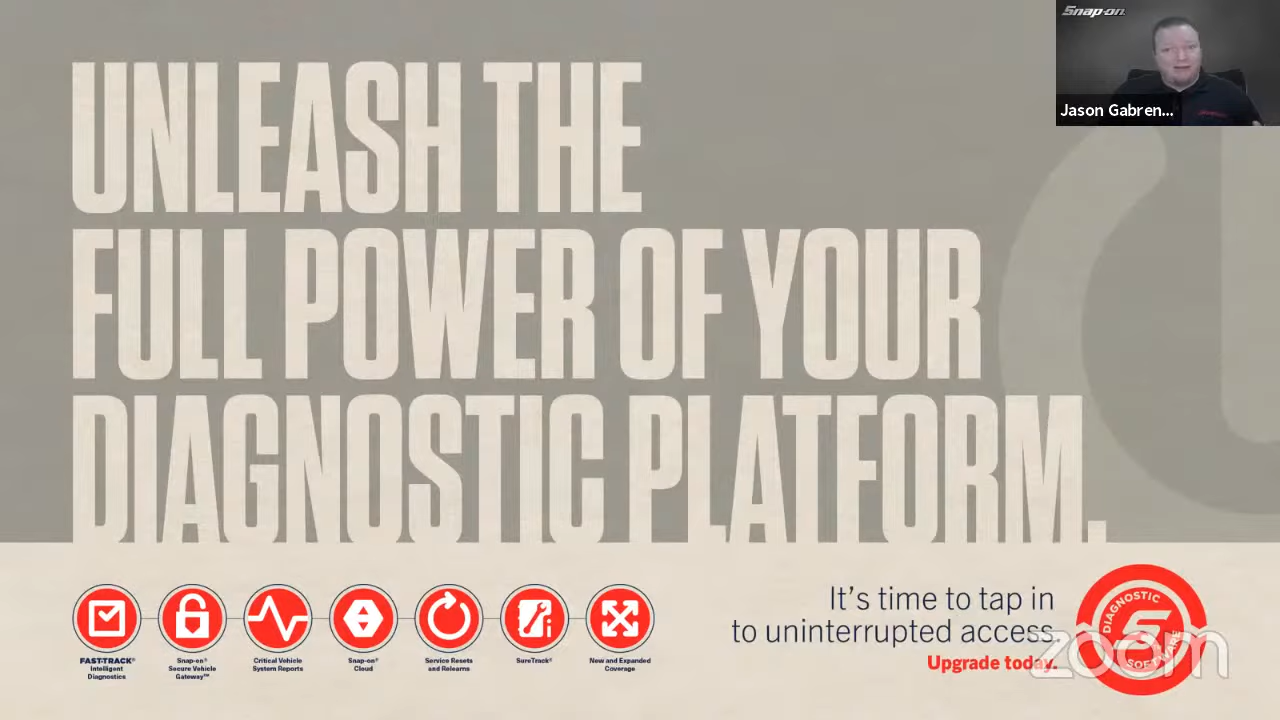 Snap-on
Jason Gabren...
UNLEASH THE
FULL POWER OF YOUR
DIAGNOSTIC PLATFORM.
FAST-TRACK®
Intelligent
Diagnostics
Snap-on®
Secure Vehicle
Gateway™
Critical Vehicle
System Reports
Snap-on®
Cloud
Service Resets
and Relearns
SureTrack®
New and Expanded
Coverage
It's time to tap in
to uninterrupted access.
Upgrade today.
DIAGNOSTIC
S
SOFTWARE
zoom